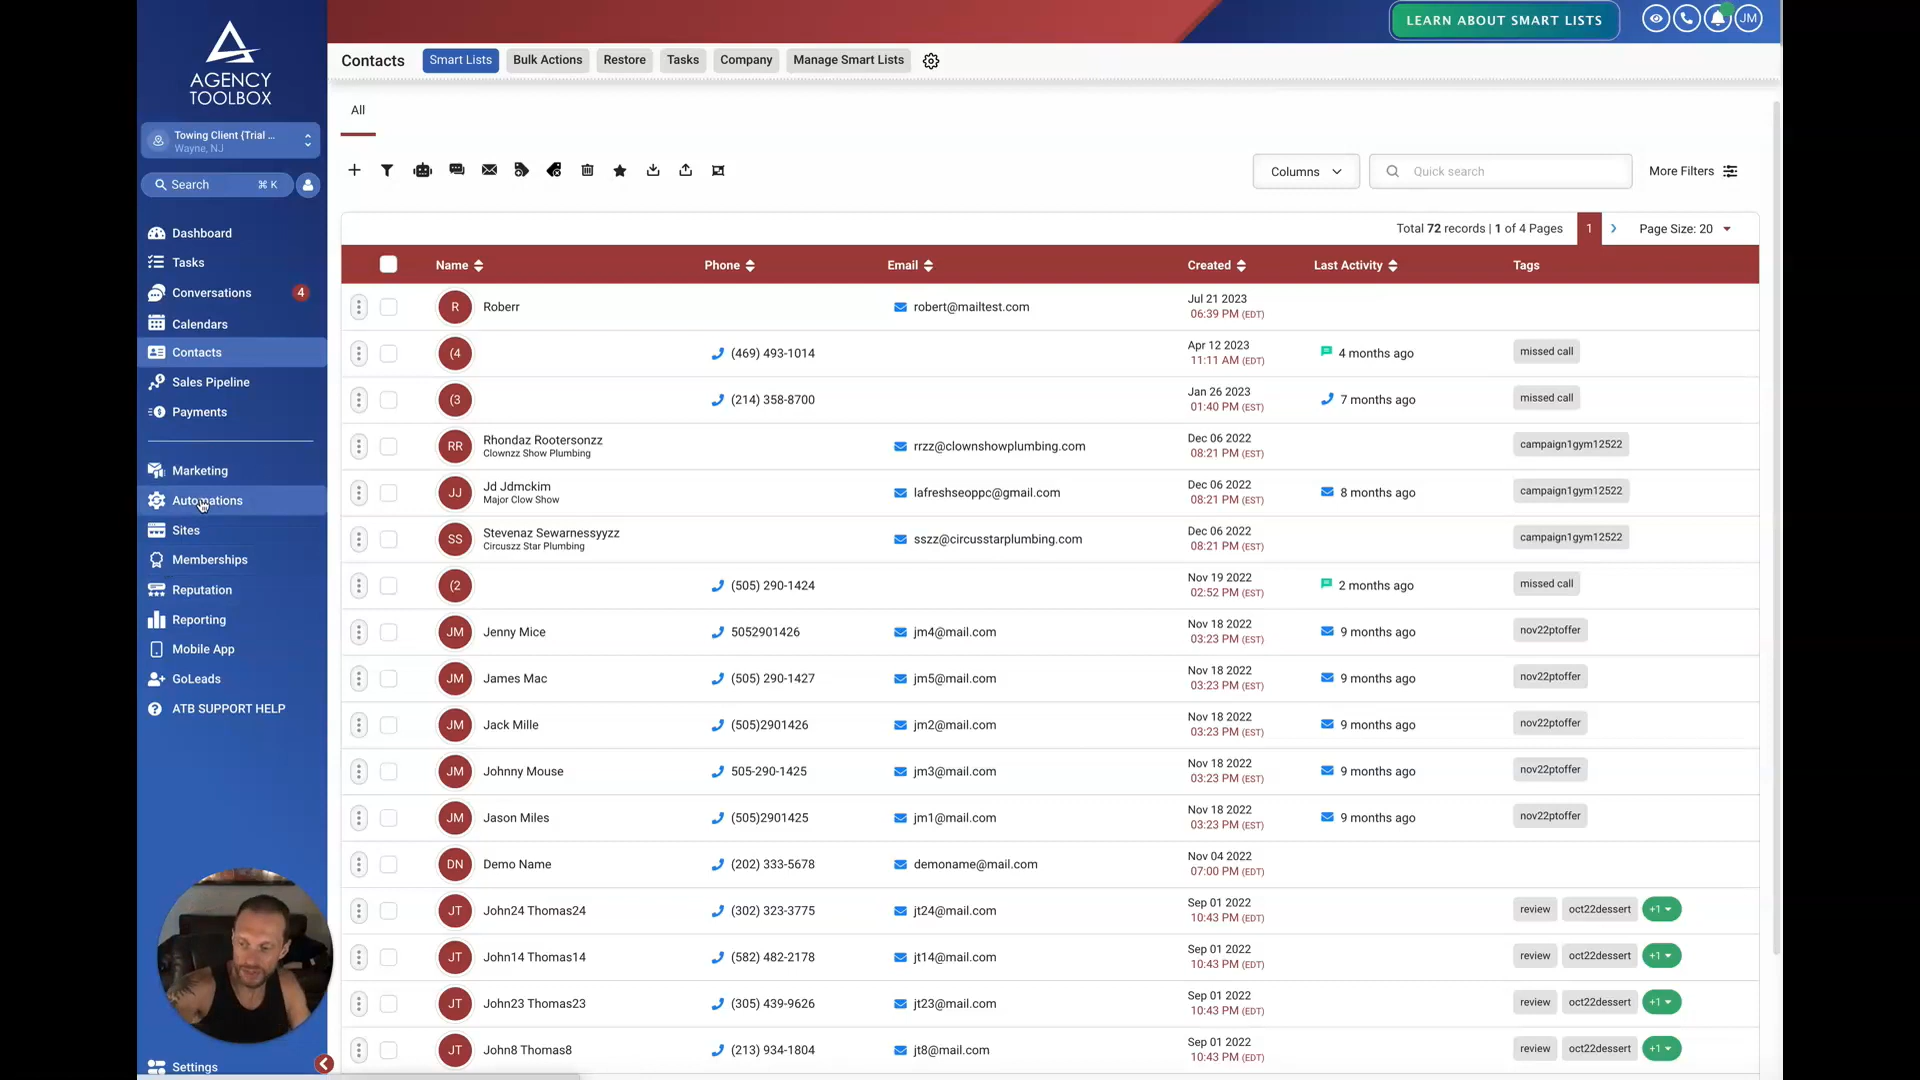 LEARN ABOUT SMART LISTS
JM
AGENCY
TOOLBOX
Towing Client (Trial ...
Wayne, NJ
Search ⌘ K
Dashboard
Tasks
Conversations 4
Calendars
Contacts
Sales Pipeline
Payments
Marketing
Automations
Sites
Memberships
Reputation
Reporting
Mobile App
GoLeads
ATB SUPPORT HELP
Settings
Contacts Smart Lists Bulk Actions Restore Tasks Company Manage Smart Lists
All
Columns Quick search More Filters
Total 72 records | 1 of 4 Pages 1 Page Size: 20
Name Phone Email Created Last Activity Tags
R Roberr robert@mailtest.com Jul 21 2023
06:39 PM (EDT)
(4 (469) 493-1014 Apr 12 2023 4 months ago missed call
11:11 AM (EDT)
(3 (214) 358-8700 Jan 26 2023 7 months ago missed call
01:40 PM (EST)
RR Rhondaz Rootersonzz rrzz@clownshowplumbing.com Dec 06 2022 campaign1gym12522
Clownzz Show Plumbing 08:21 PM (EST)
JJ Jd Jdmckim lafreshseoppc@gmail.com Dec 06 2022 8 months ago campaign1gym12522
Major Clow Show 08:21 PM (EST)
SS Stevenaz Sewarnessyyzz sszz@circusstarplumbing.com Dec 06 2022 campaign1gym12522
Circuszz Star Plumbing 08:21 PM (EST)
(2 (505) 290-1424 Nov 19 2022 2 months ago missed call
02:52 PM (EST)
JM Jenny Mice 5052901426 jm4@mail.com Nov 18 2022 9 months ago nov22ptoffer
03:23 PM (EST)
JM James Mac (505) 290-1427 jm5@mail.com Nov 18 2022 9 months ago nov22ptoffer
03:23 PM (EST)
JM Jack Mille (505)2901426 jm2@mail.com Nov 18 2022 9 months ago nov22ptoffer
03:23 PM (EST)
JM Johnny Mouse 505-290-1425 jm3@mail.com Nov 18 2022 9 months ago nov22ptoffer
03:23 PM (EST)
JM Jason Miles (505)2901425 jm1@mail.com Nov 18 2022 9 months ago nov22ptoffer
03:23 PM (EST)
DN Demo Name (202) 333-5678 demoname@mail.com Nov 04 2022
07:00 PM (EDT)
JT John24 Thomas24 (302) 323-3775 jt24@mail.com Sep 01 2022 review oct22dessert +1
10:43 PM (EDT)
JT John14 Thomas14 (582) 482-2178 jt14@mail.com Sep 01 2022 review oct22dessert +1
10:43 PM (EDT)
JT John23 Thomas23 (305) 439-9626 jt23@mail.com Sep 01 2022 review oct22dessert +1
10:43 PM (EDT)
JT John8 Thomas8 (213) 934-1804 jt8@mail.com Sep 01 2022 review oct22dessert +1
10:43 PM (EDT)